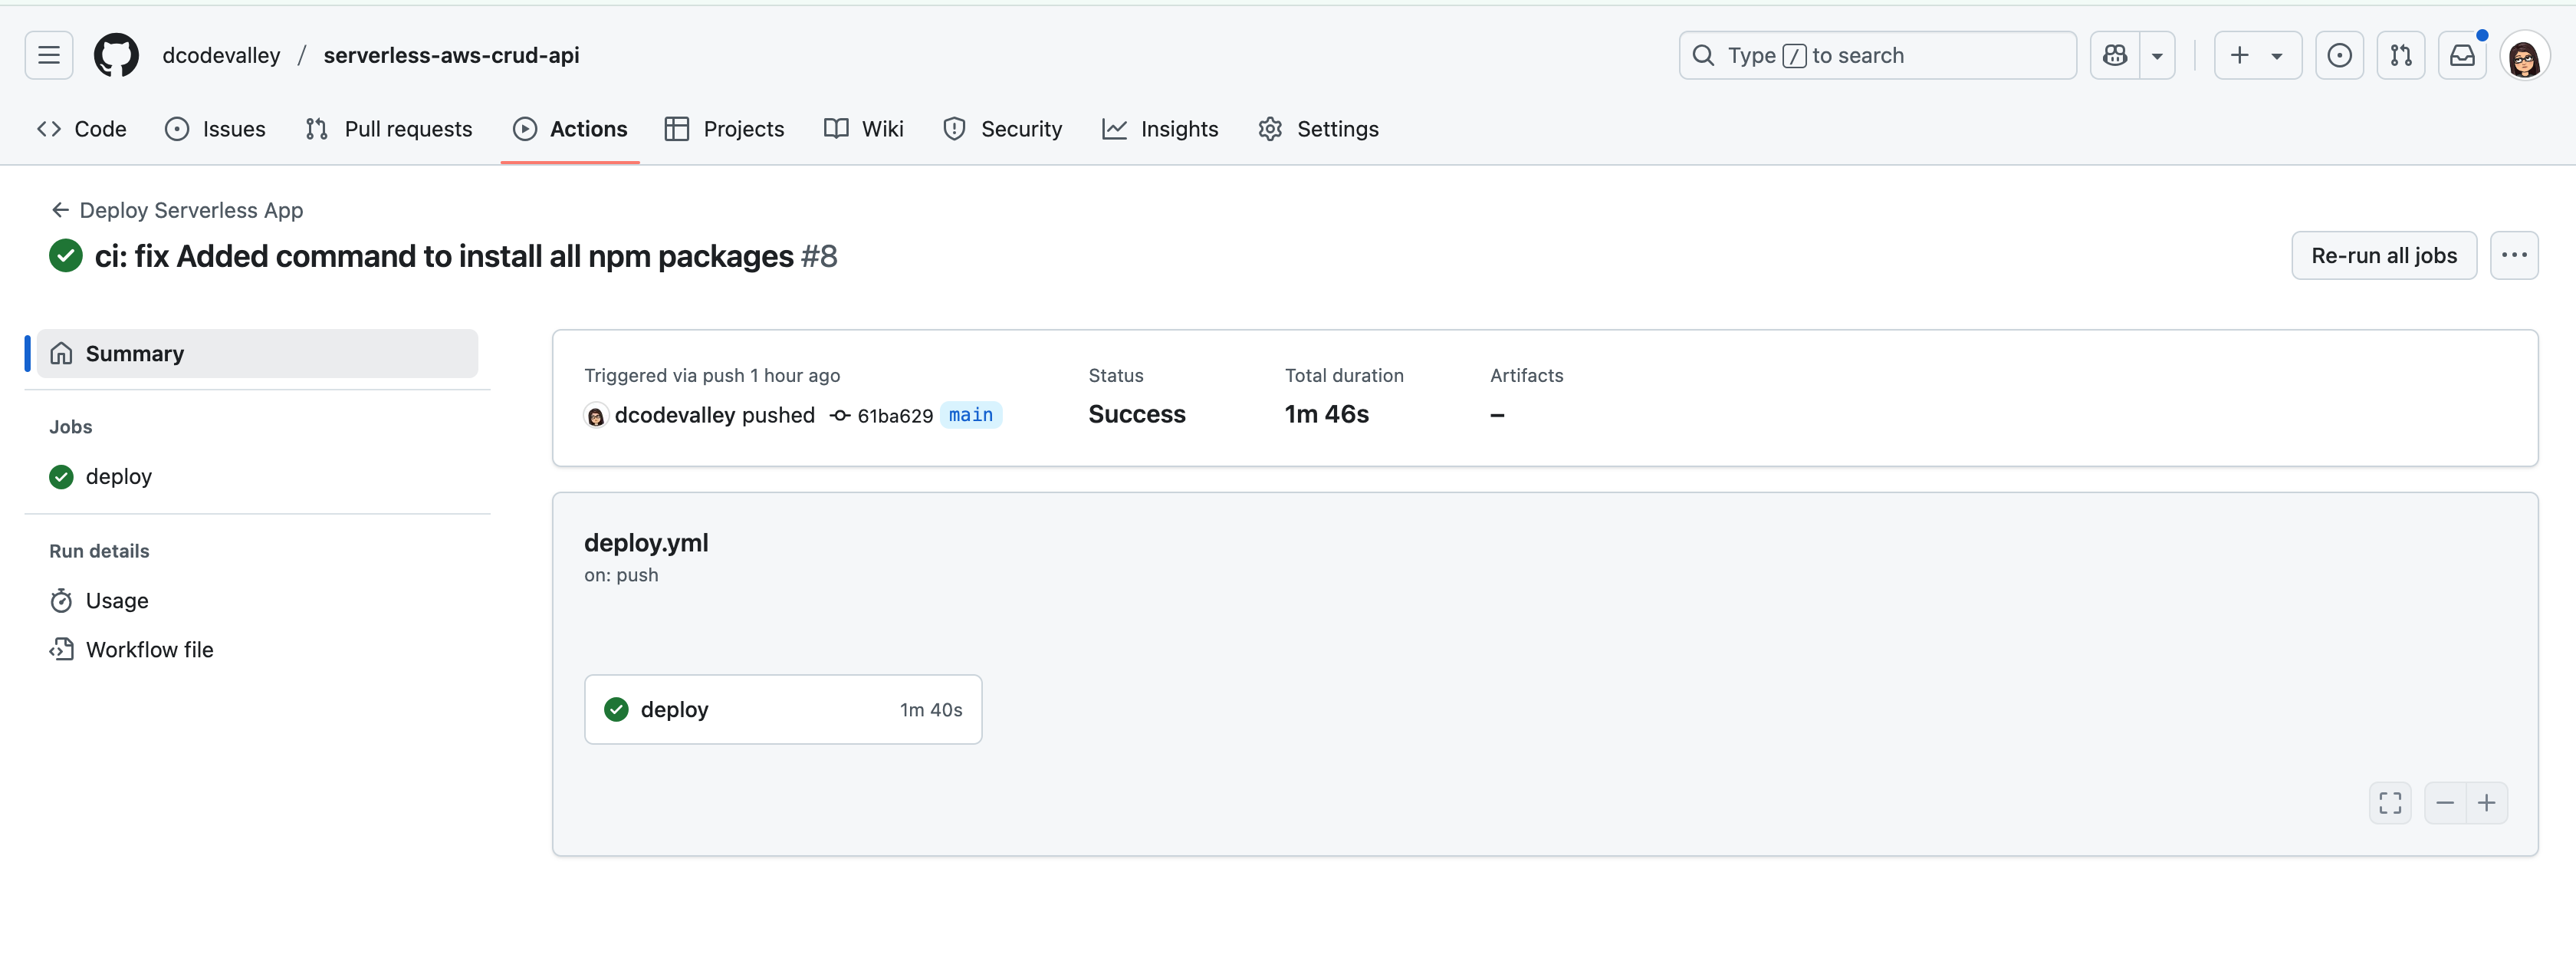 dcodevalley / serverless-aws-crud-api
Type / to search
Code Issues Pull requests Actions Projects Wiki Security Insights Settings
Deploy Serverless App
ci: fix Added command to install all npm packages #8
Re-run all jobs
Summary
Jobs
deploy
Run details
Usage
Workflow file
Triggered via push 1 hour ago
dcodevalley pushed 61ba629 main
Status
Success
Total duration
1m 46s
Artifacts
–
deploy.yml
on: push
deploy 1m 40s